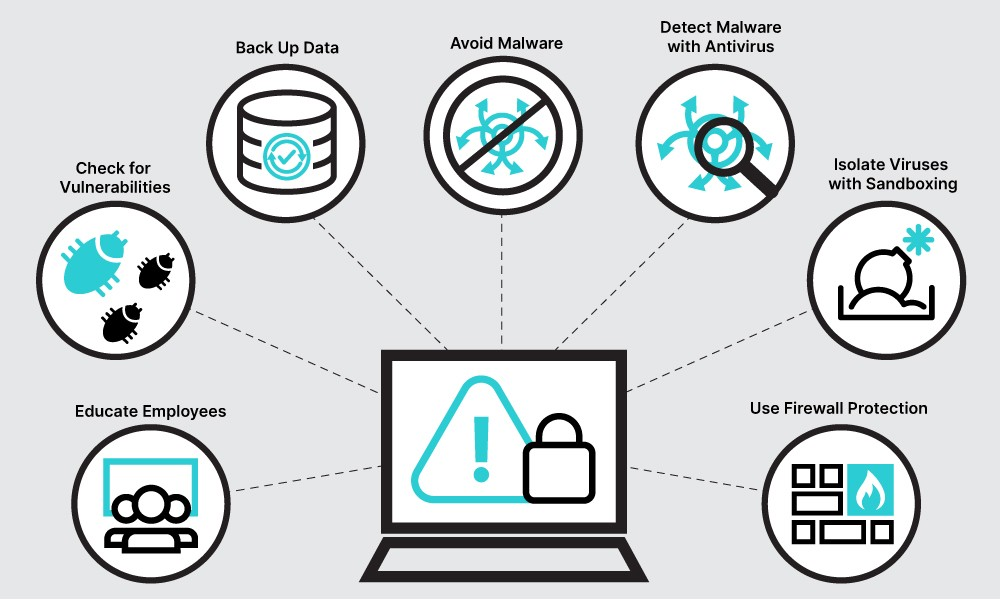 Detect Malware
with Antivirus
Avoid Malware
Back Up Data
Isolate Viruses
with Sandboxing
Check for
Vulnerabilities
Use Firewall Protection
Educate Employees
!